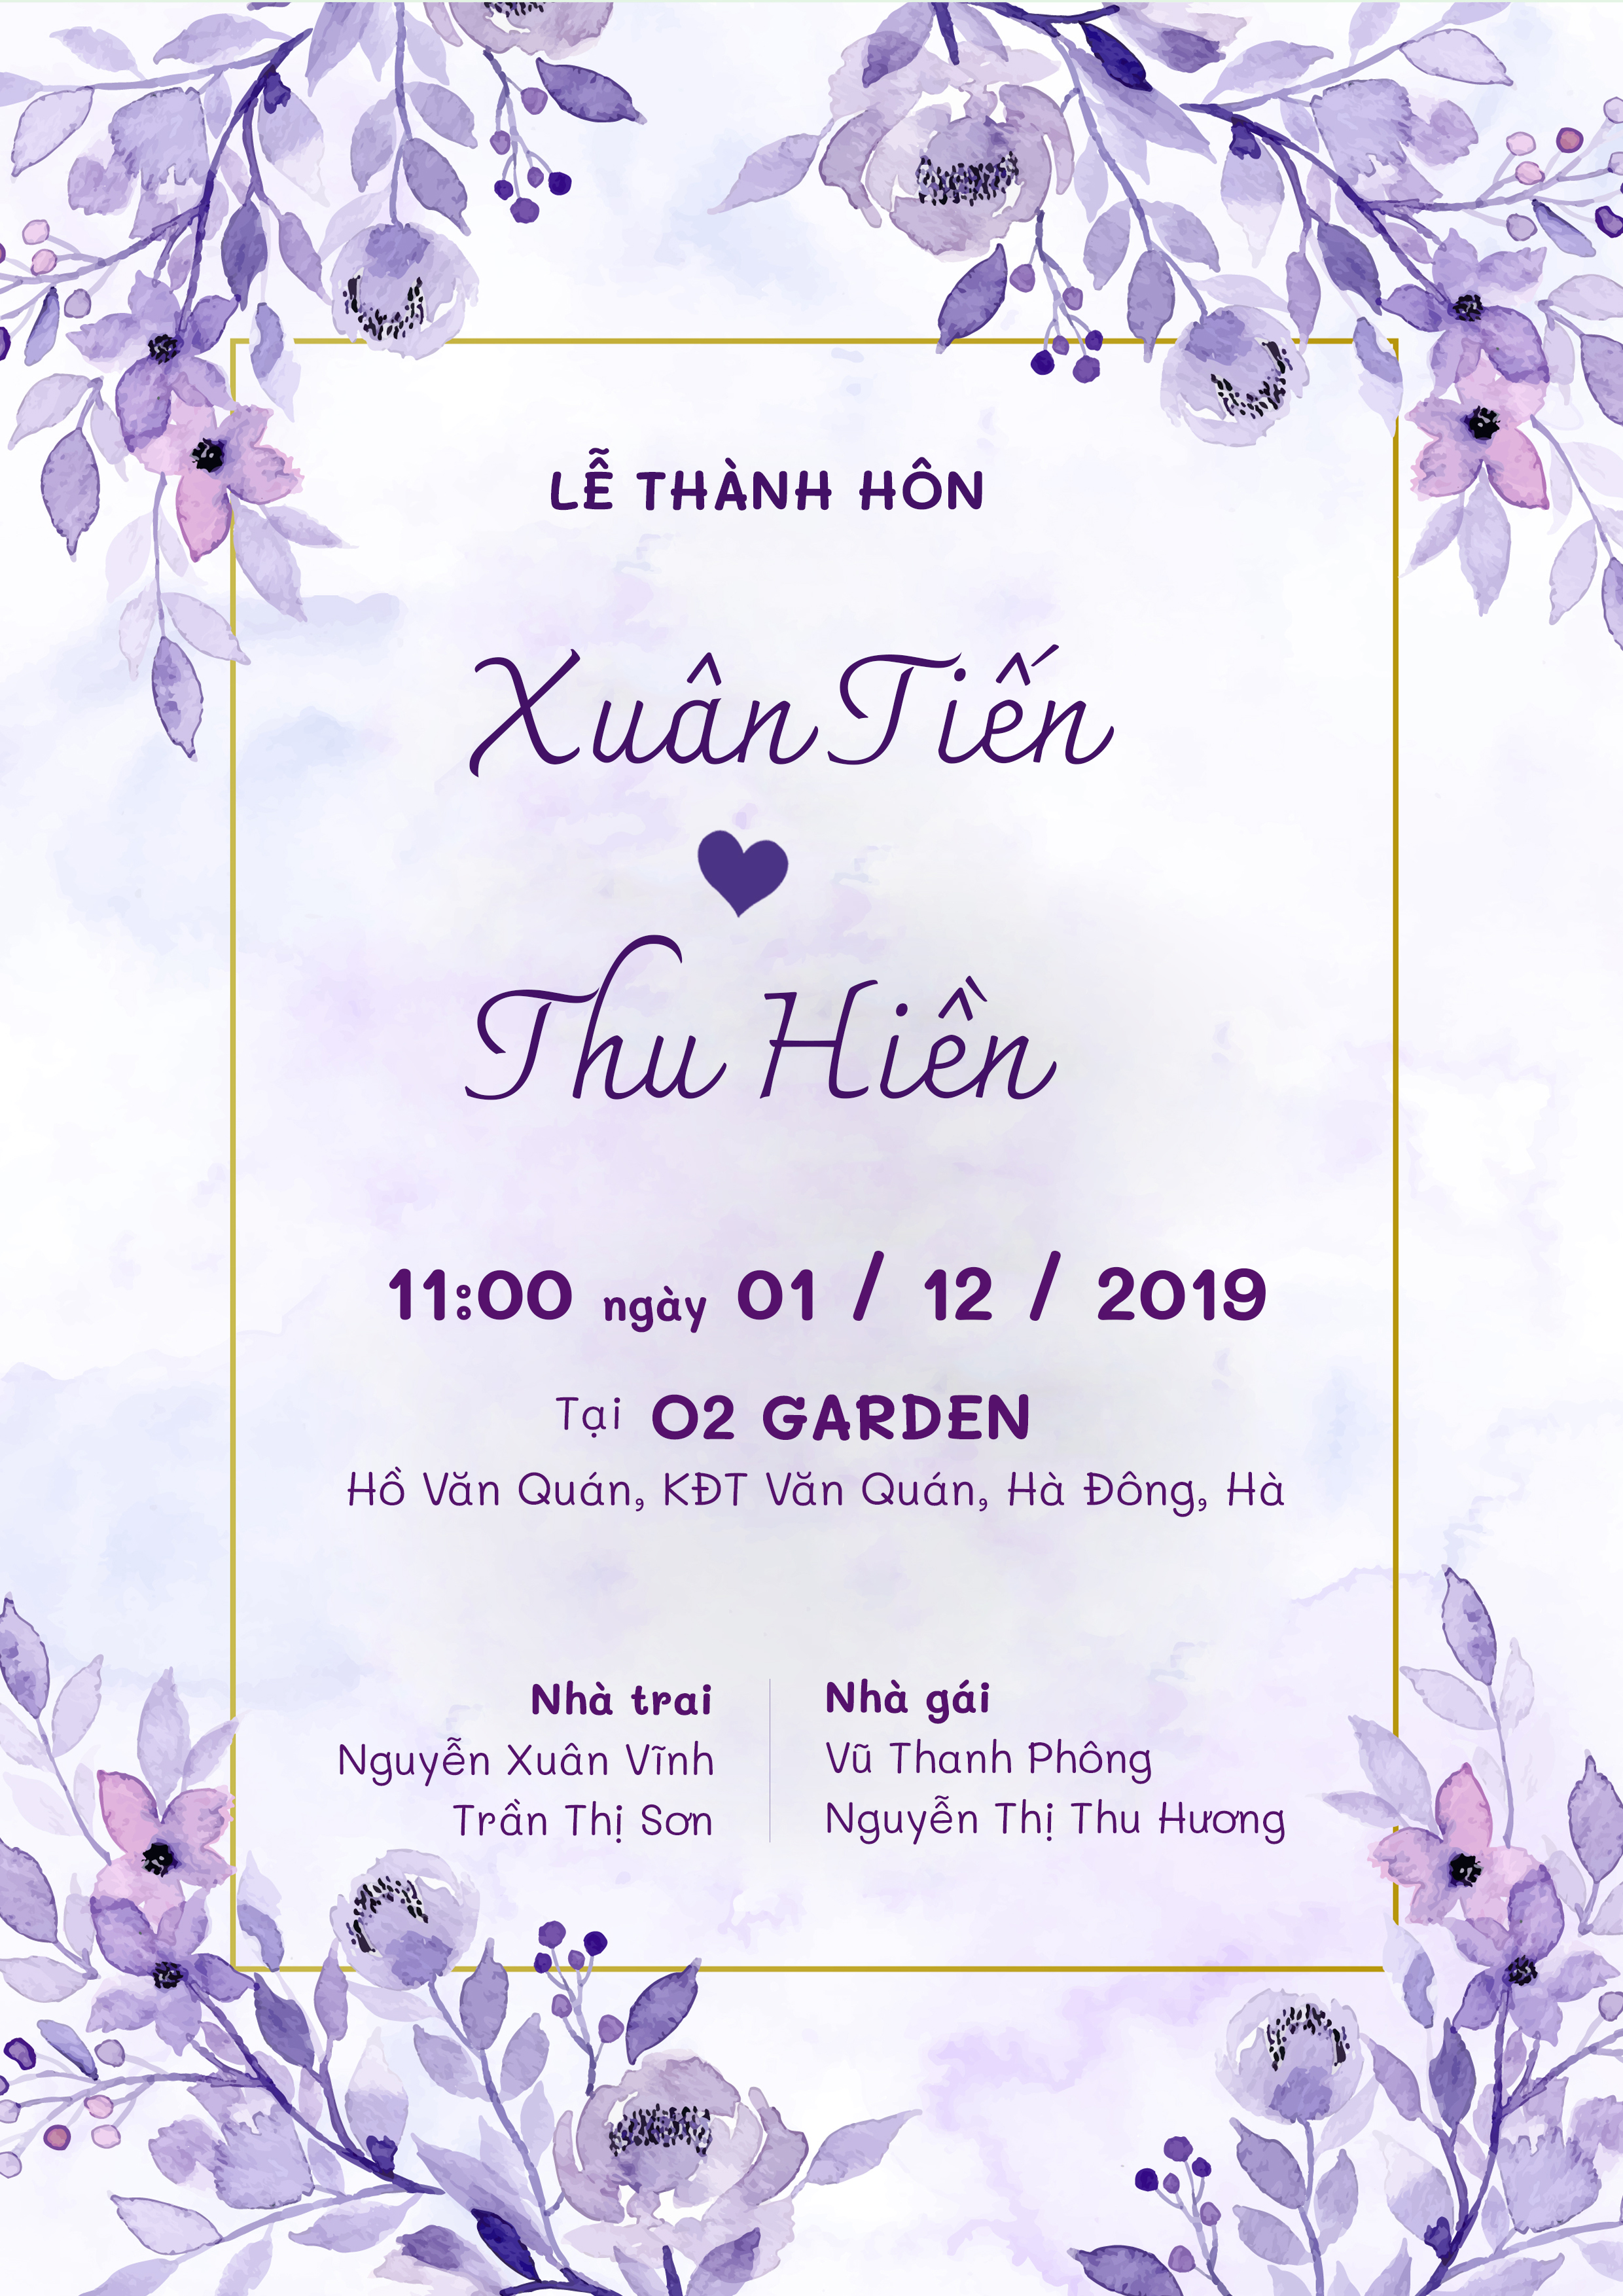 LỄ THÀNH HÔN
Xuân Tiến
Thu Hiền
11:00 ngày 01 / 12 / 2019
Tại O2 GARDEN
Hồ Văn Quán, KĐT Văn Quán, Hà Đông, Hà
Nhà trai
Nguyễn Xuân Vĩnh
Trần Thị Sơn
Nhà gái
Vũ Thanh Phông
Nguyễn Thị Thu Hương